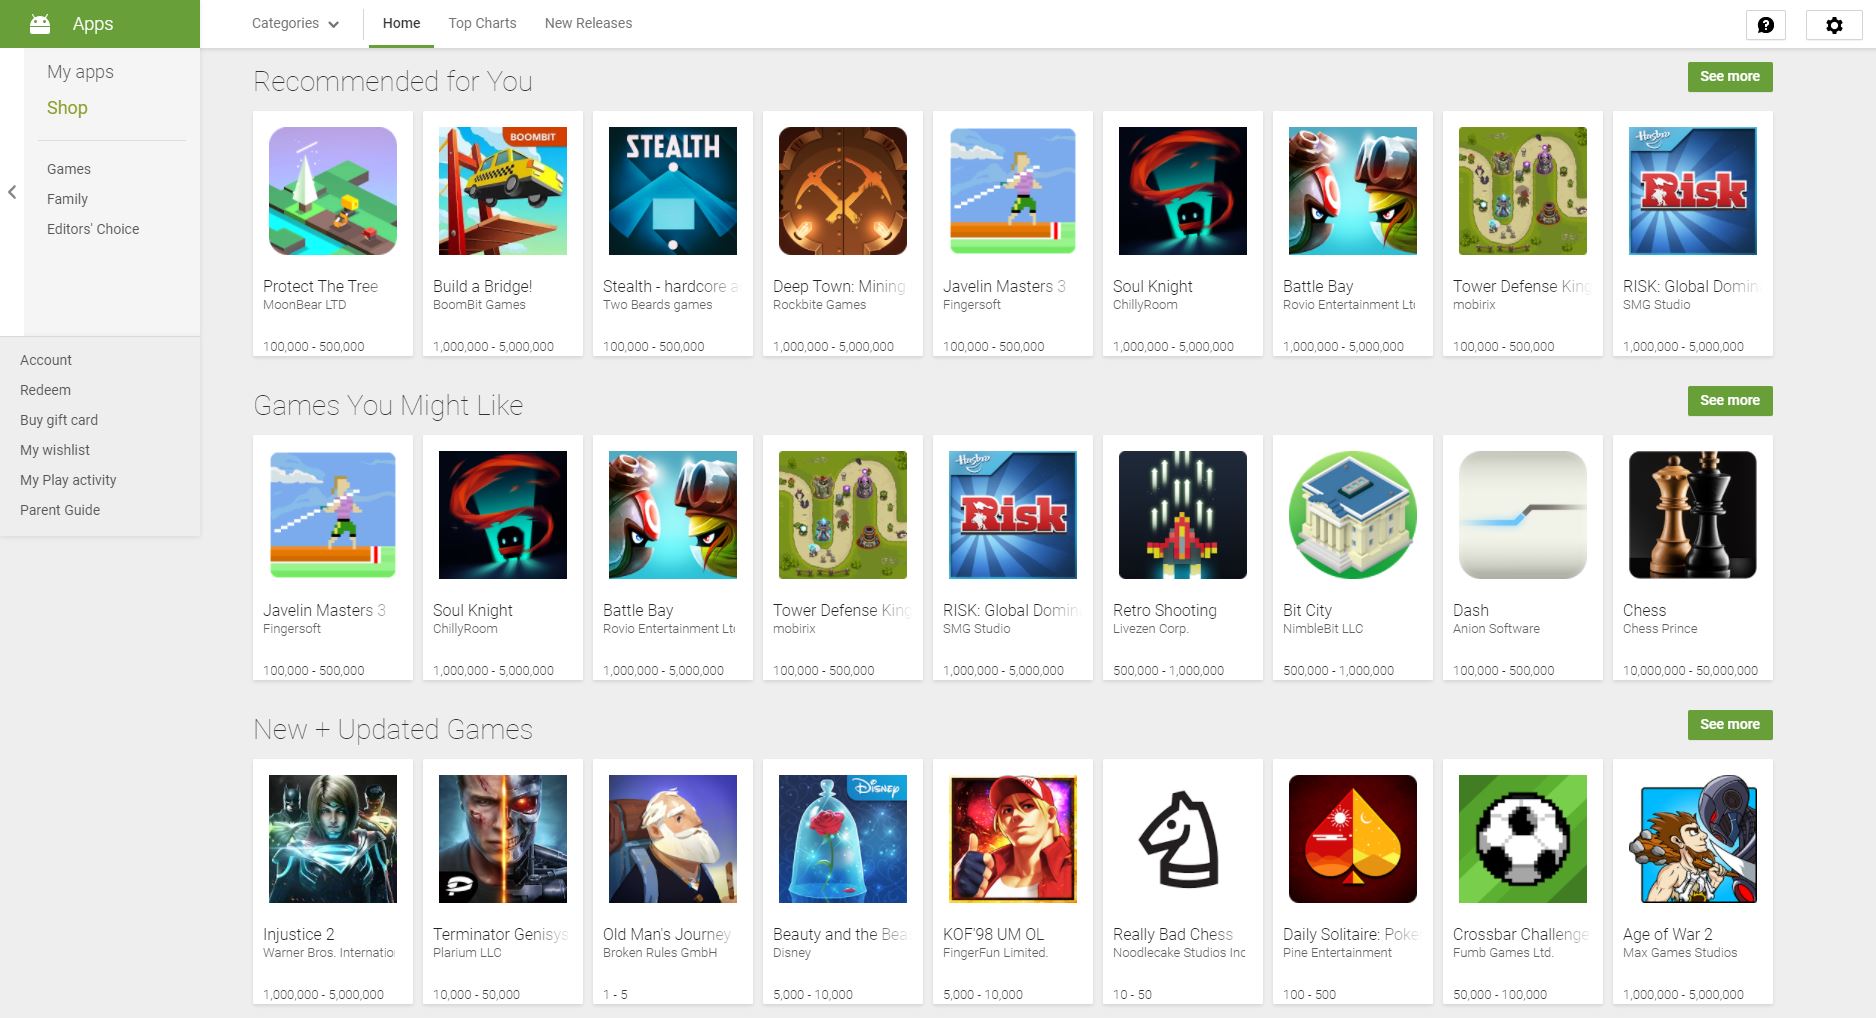 Apps
Categories
Home
Top Charts
New Releases
My apps
Shop
Games
Family
Editors' Choice
Account
Redeem
Buy gift card
My wishlist
My Play activity
Parent Guide
Recommended for You
See more
BOOMBIT
STEALTH
Hasbro
RISK
Protect The Tree
MoonBear LTD
100,000 - 500,000
Build a Bridge!
BoomBit Games
1,000,000 - 5,000,000
Stealth - hardcore a
Two Beards games
100,000 - 500,000
Deep Town: Mining
Rockbite Games
1,000,000 - 5,000,000
Javelin Masters 3
Fingersoft
100,000 - 500,000
Soul Knight
ChillyRoom
1,000,000 - 5,000,000
Battle Bay
Rovio Entertainment Lt
1,000,000 - 5,000,000
Tower Defense King
mobirix
100,000 - 500,000
RISK: Global Domin
SMG Studio
1,000,000 - 5,000,000
Games You Might Like
See more
Hasbro
RISK
Javelin Masters 3
Fingersoft
100,000 - 500,000
Soul Knight
ChillyRoom
1,000,000 - 5,000,000
Battle Bay
Rovio Entertainment Lt
1,000,000 - 5,000,000
Tower Defense King
mobirix
100,000 - 500,000
RISK: Global Domin
SMG Studio
1,000,000 - 5,000,000
Retro Shooting
Livezen Corp.
500,000 - 1,000,000
Bit City
NimbleBit LLC
500,000 - 1,000,000
Dash
Anion Software
100,000 - 500,000
Chess
Chess Prince
10,000,000 - 50,000,000
New + Updated Games
See more
Disney
Injustice 2
Warner Bros. Internatio
1,000,000 - 5,000,000
Terminator Genisys
Plarium LLC
10,000 - 50,000
Old Man's Journey
Broken Rules GmbH
1 - 5
Beauty and the Bea
Disney
5,000 - 10,000
KOF'98 UM OL
FingerFun Limited.
5,000 - 10,000
Really Bad Chess
Noodlecake Studios Inc
10 - 50
Daily Solitaire: Poke
Pine Entertainment
100 - 500
Crossbar Challenge
Fumb Games Ltd.
50,000 - 100,000
Age of War 2
Max Games Studios
1,000,000 - 5,000,000